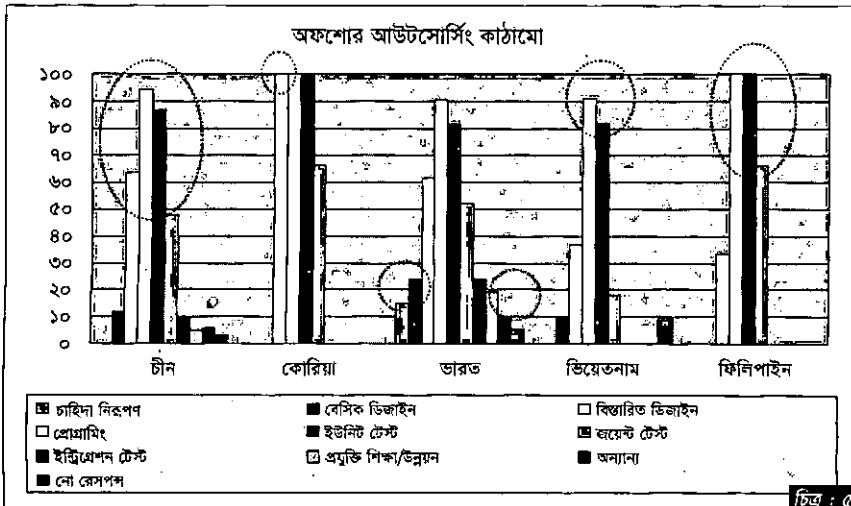 অফশোর আউটসোর্সিং কাঠামো
১০০
৯০
৮০
৭০
৬০
৫০
৪০
৩০
২০
১০
০
চীন কোরিয়া ভারত ভিয়েতনাম ফিলিপাইন
চাহিদা নিরূপণ বেসিক ডিজাইন বিস্তারিত ডিজাইন
প্রোগ্রামিং ইউনিট টেস্ট জয়েন্ট টেস্ট
ইন্ট্রিগ্রেশন টেস্ট প্রযুক্তি শিক্ষা/উন্নয়ন অন্যান্য
নো রেসপন্স
চিত্র : ৫